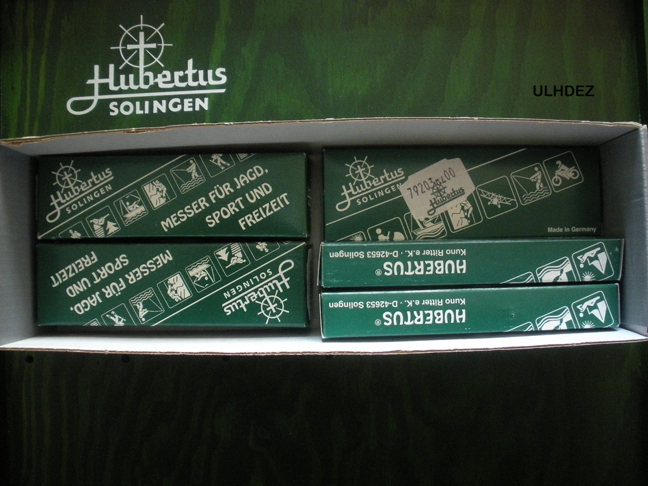 Hubertus
SOLINGEN
ULHDEZ
Hubertus
SOLINGEN
MESSER FÜR JAGD,
SPORT UND
FREIZEIT
Hubertus
SOLINGEN
Hubertus
Made in Germany
MESSER FÜR JAGD,
SPORT UND
FREIZEIT
Hubertus
SOLINGEN
HUBERTUS®
Kuno Ritter e.K. · D-42653 Solingen
HUBERTUS®
Kuno Ritter e.K. · D-42653 Solingen